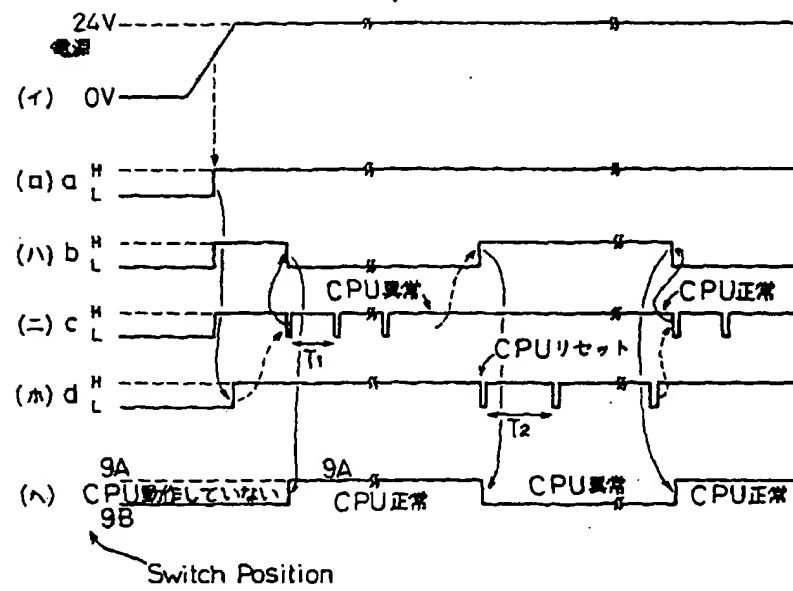 24V
電源
(イ) 0V
(ロ) a H
L
(ハ) b H
L
CPU異常
CPU正常
(ニ) c H
L
T1
CPUリセット
(ホ) d H
L
T2
9A
9A
(ヘ) CPU動作していない
CPU正常
CPU異常
CPU正常
9B
Switch Position